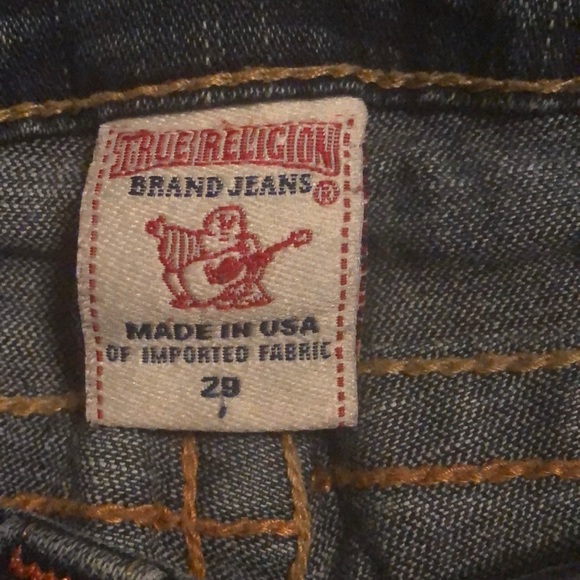 TRUE RELIGION
BRAND JEANS ®
MADE IN USA
OF IMPORTED FABRIC
29